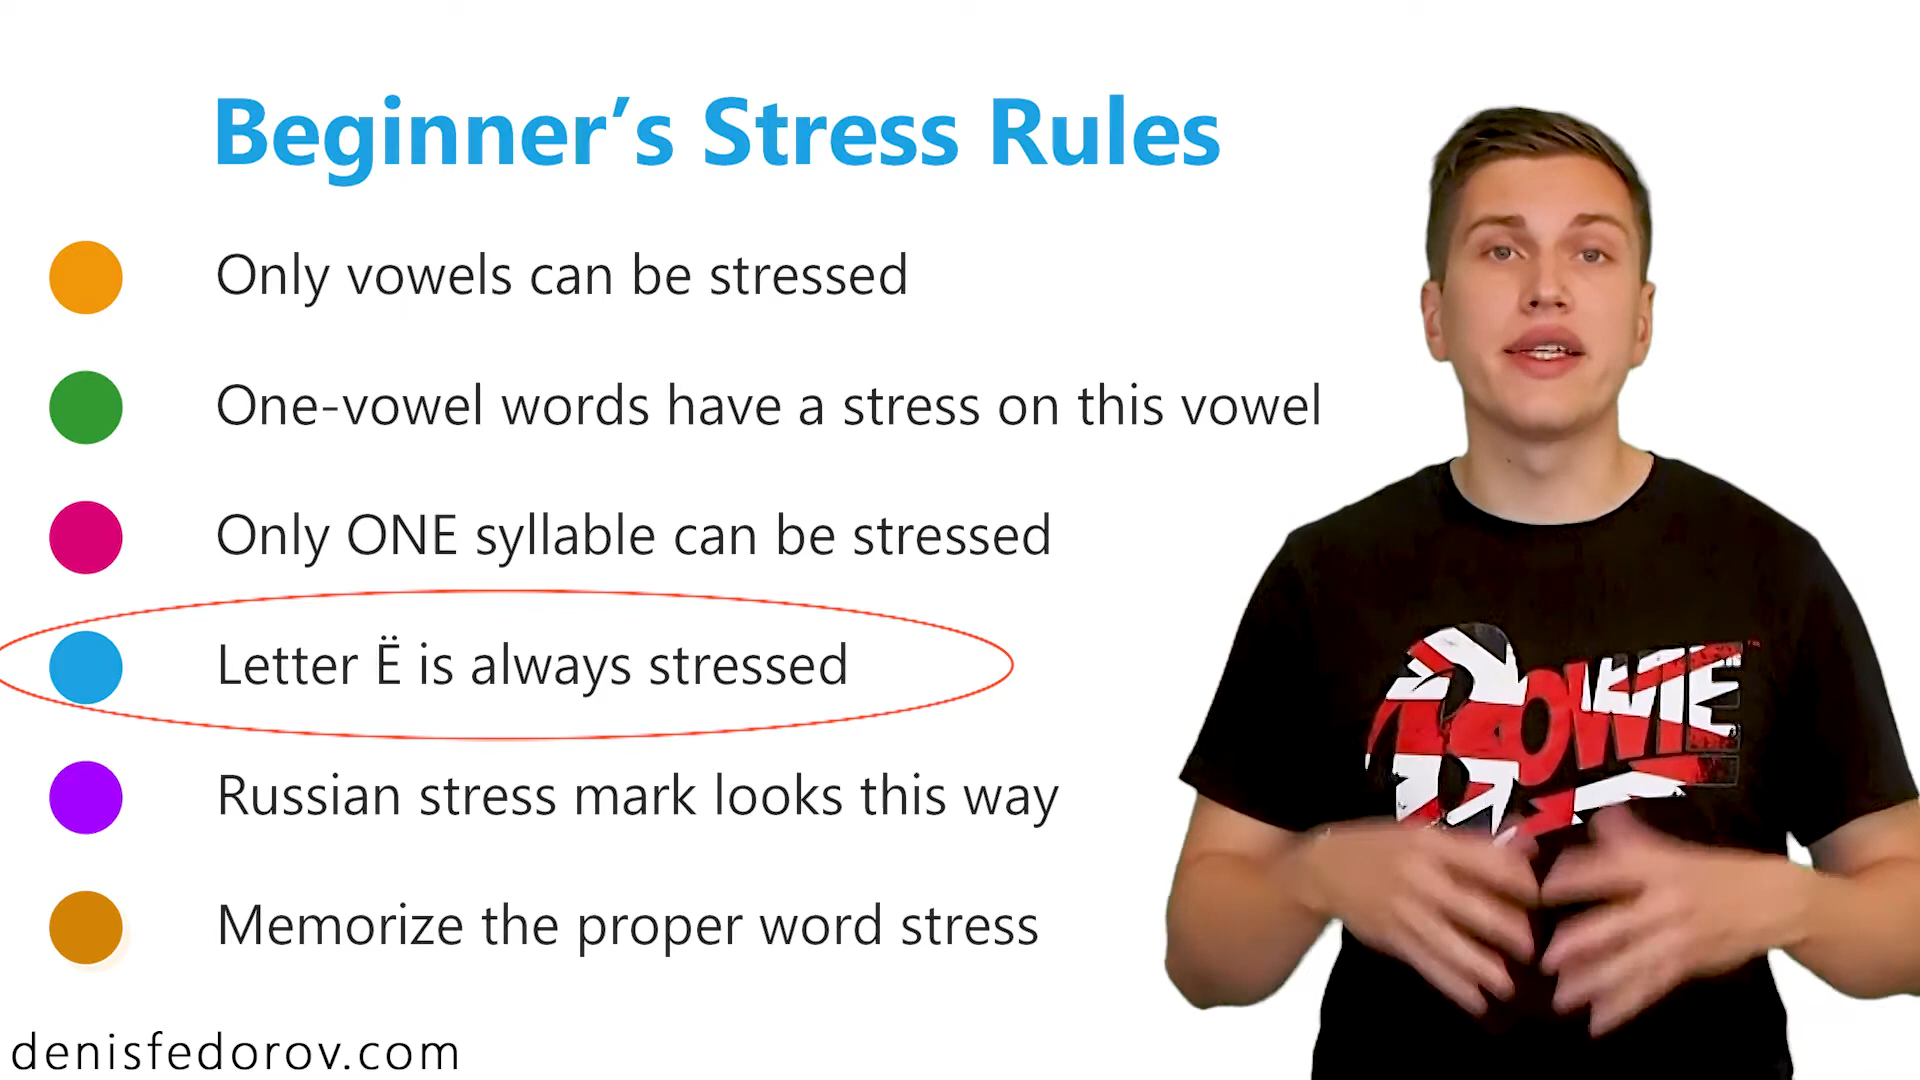 Beginner’s Stress Rules
Only vowels can be stressed
One-vowel words have a stress on this vowel
Only ONE syllable can be stressed
Letter Ё is always stressed
Russian stress mark looks this way
Memorize the proper word stress
BOWIE
denisfedorov.com